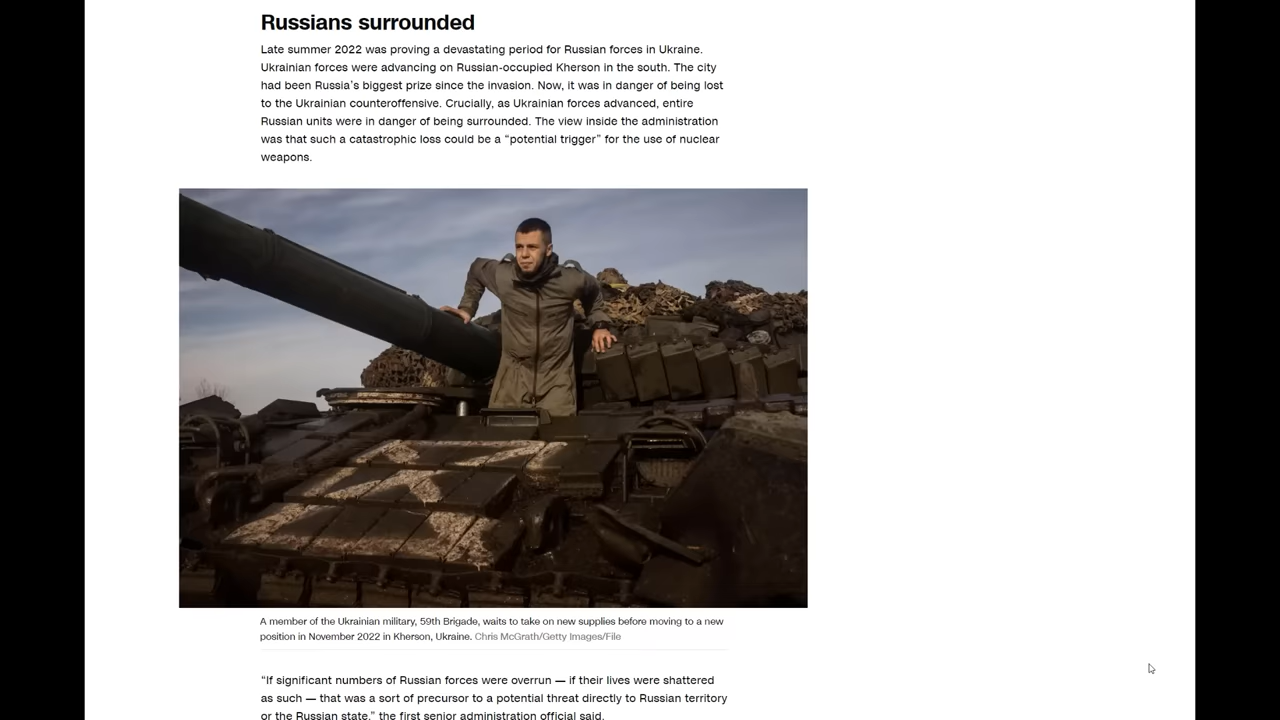 Russians surrounded
Late summer 2022 was proving a devastating period for Russian forces in Ukraine.
Ukrainian forces were advancing on Russian-occupied Kherson in the south. The city
had been Russia’s biggest prize since the invasion. Now, it was in danger of being lost
to the Ukrainian counteroffensive. Crucially, as Ukrainian forces advanced, entire
Russian units were in danger of being surrounded. The view inside the administration
was that such a catastrophic loss could be a “potential trigger” for the use of nuclear
weapons.
A member of the Ukrainian military, 59th Brigade, waits to take on new supplies before moving to a new
position in November 2022 in Kherson, Ukraine. Chris McGrath/Getty Images/File
“If significant numbers of Russian forces were overrun — if their lives were shattered
as such — that was a sort of precursor to a potential threat directly to Russian territory
or the Russian state,” the first senior administration official said.